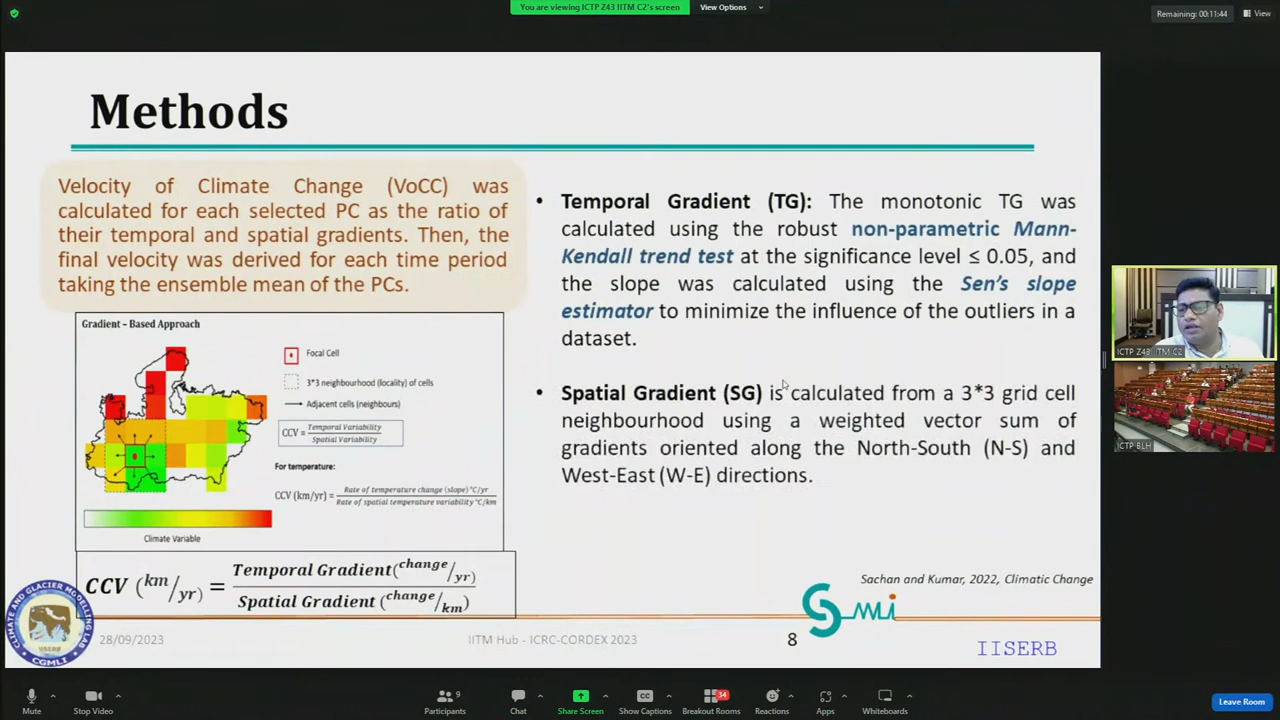 You are viewing ICTP Z43 IITM C2's screen
View Options
Remaining: 00:11:44
View
Methods
Velocity of Climate Change (VoCC) was
calculated for each selected PC as the ratio of
their temporal and spatial gradients. Then, the
final velocity was derived for each time period
taking the ensemble mean of the PCs.
Gradient – Based Approach
Focal Cell
3*3 neighbourhood (locality) of cells
Adjacent cells (neighbours)
CCV = Temporal Variability / Spatial Variability
For temperature:
CCV (km/yr) = Rate of temperature change (slope) °C/yr / Rate of spatial temperature variability °C/km
Climate Variable
CCV (km/yr) = Temporal Gradient(change/yr) / Spatial Gradient (change/km)
• Temporal Gradient (TG): The monotonic TG was
calculated using the robust non-parametric Mann-
Kendall trend test at the significance level ≤ 0.05, and
the slope was calculated using the Sen's slope
estimator to minimize the influence of the outliers in a
dataset.
• Spatial Gradient (SG) is calculated from a 3*3 grid cell
neighbourhood using a weighted vector sum of
gradients oriented along the North-South (N-S) and
West-East (W-E) directions.
Sachan and Kumar, 2022, Climatic Change
CGMLI
28/09/2023
IITM Hub - ICRC-CORDEX 2023
8
IISERB
ICTP Z43 IITM C2
ICTP BLH
Mute
Stop Video
9
Participants
Chat
Share Screen
CC
Show Captions
34
Breakout Rooms
Reactions
Apps
Whiteboards
Leave Room